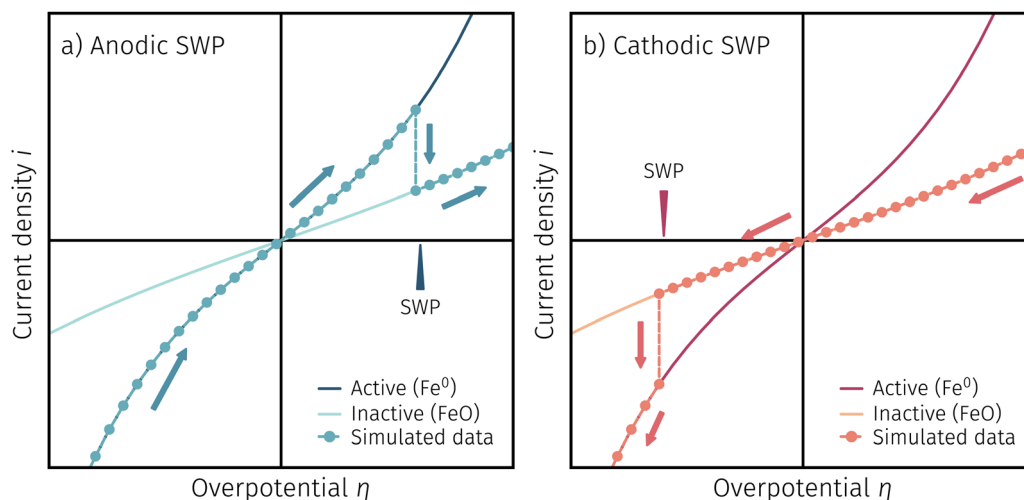 a) Anodic SWP
Current density i
SWP
Active (Fe⁰)
Inactive (FeO)
Simulated data
Overpotential η
b) Cathodic SWP
Current density i
SWP
Active (Fe⁰)
Inactive (FeO)
Simulated data
Overpotential η